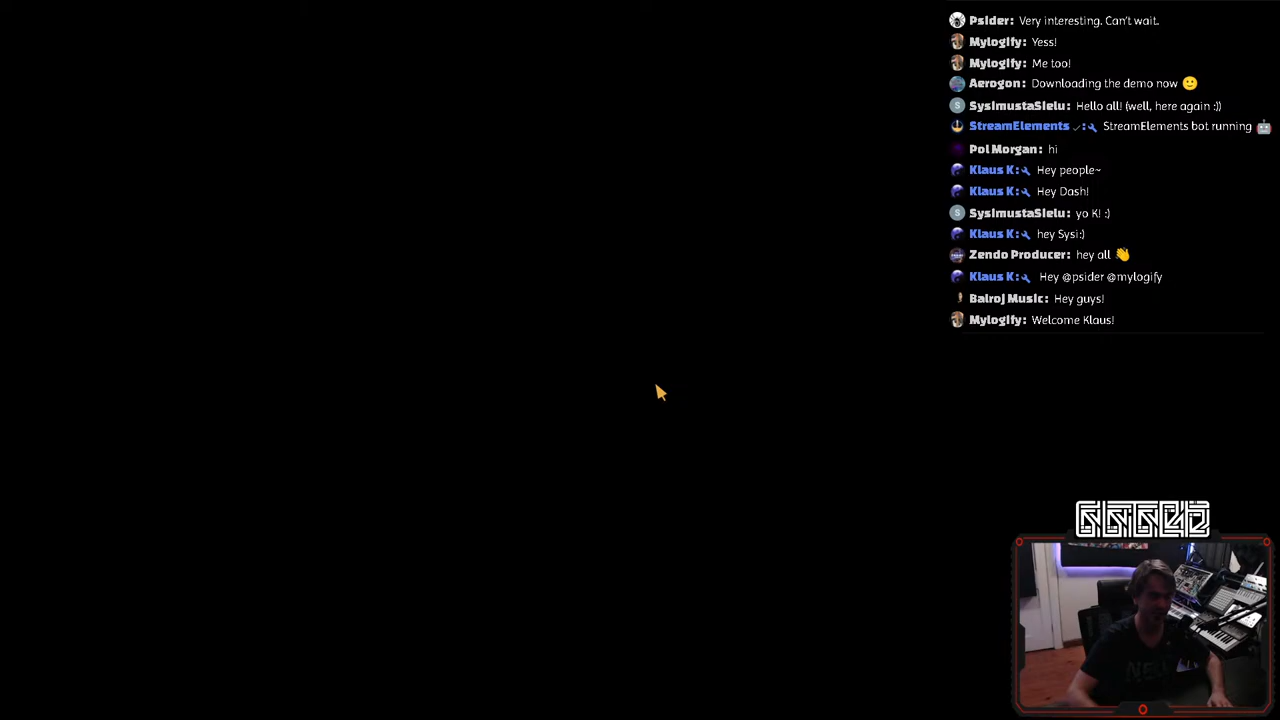 Psider: Very interesting. Can't wait.
Mylogify: Yess!
Mylogify: Me too!
Aerogon: Downloading the demo now 🙂
S SysimustaSielu: Hello all! (well, here again :))
StreamElements ✓: StreamElements bot running 🤖
Pol Morgan: hi
Klaus K: Hey people~
Klaus K: Hey Dash!
S SysimustaSielu: yo K! :)
Klaus K: hey Sysi:)
Zendo Producer: hey all 👋
Klaus K: Hey @psider @mylogify
Balroj Music: Hey guys!
Mylogify: Welcome Klaus!